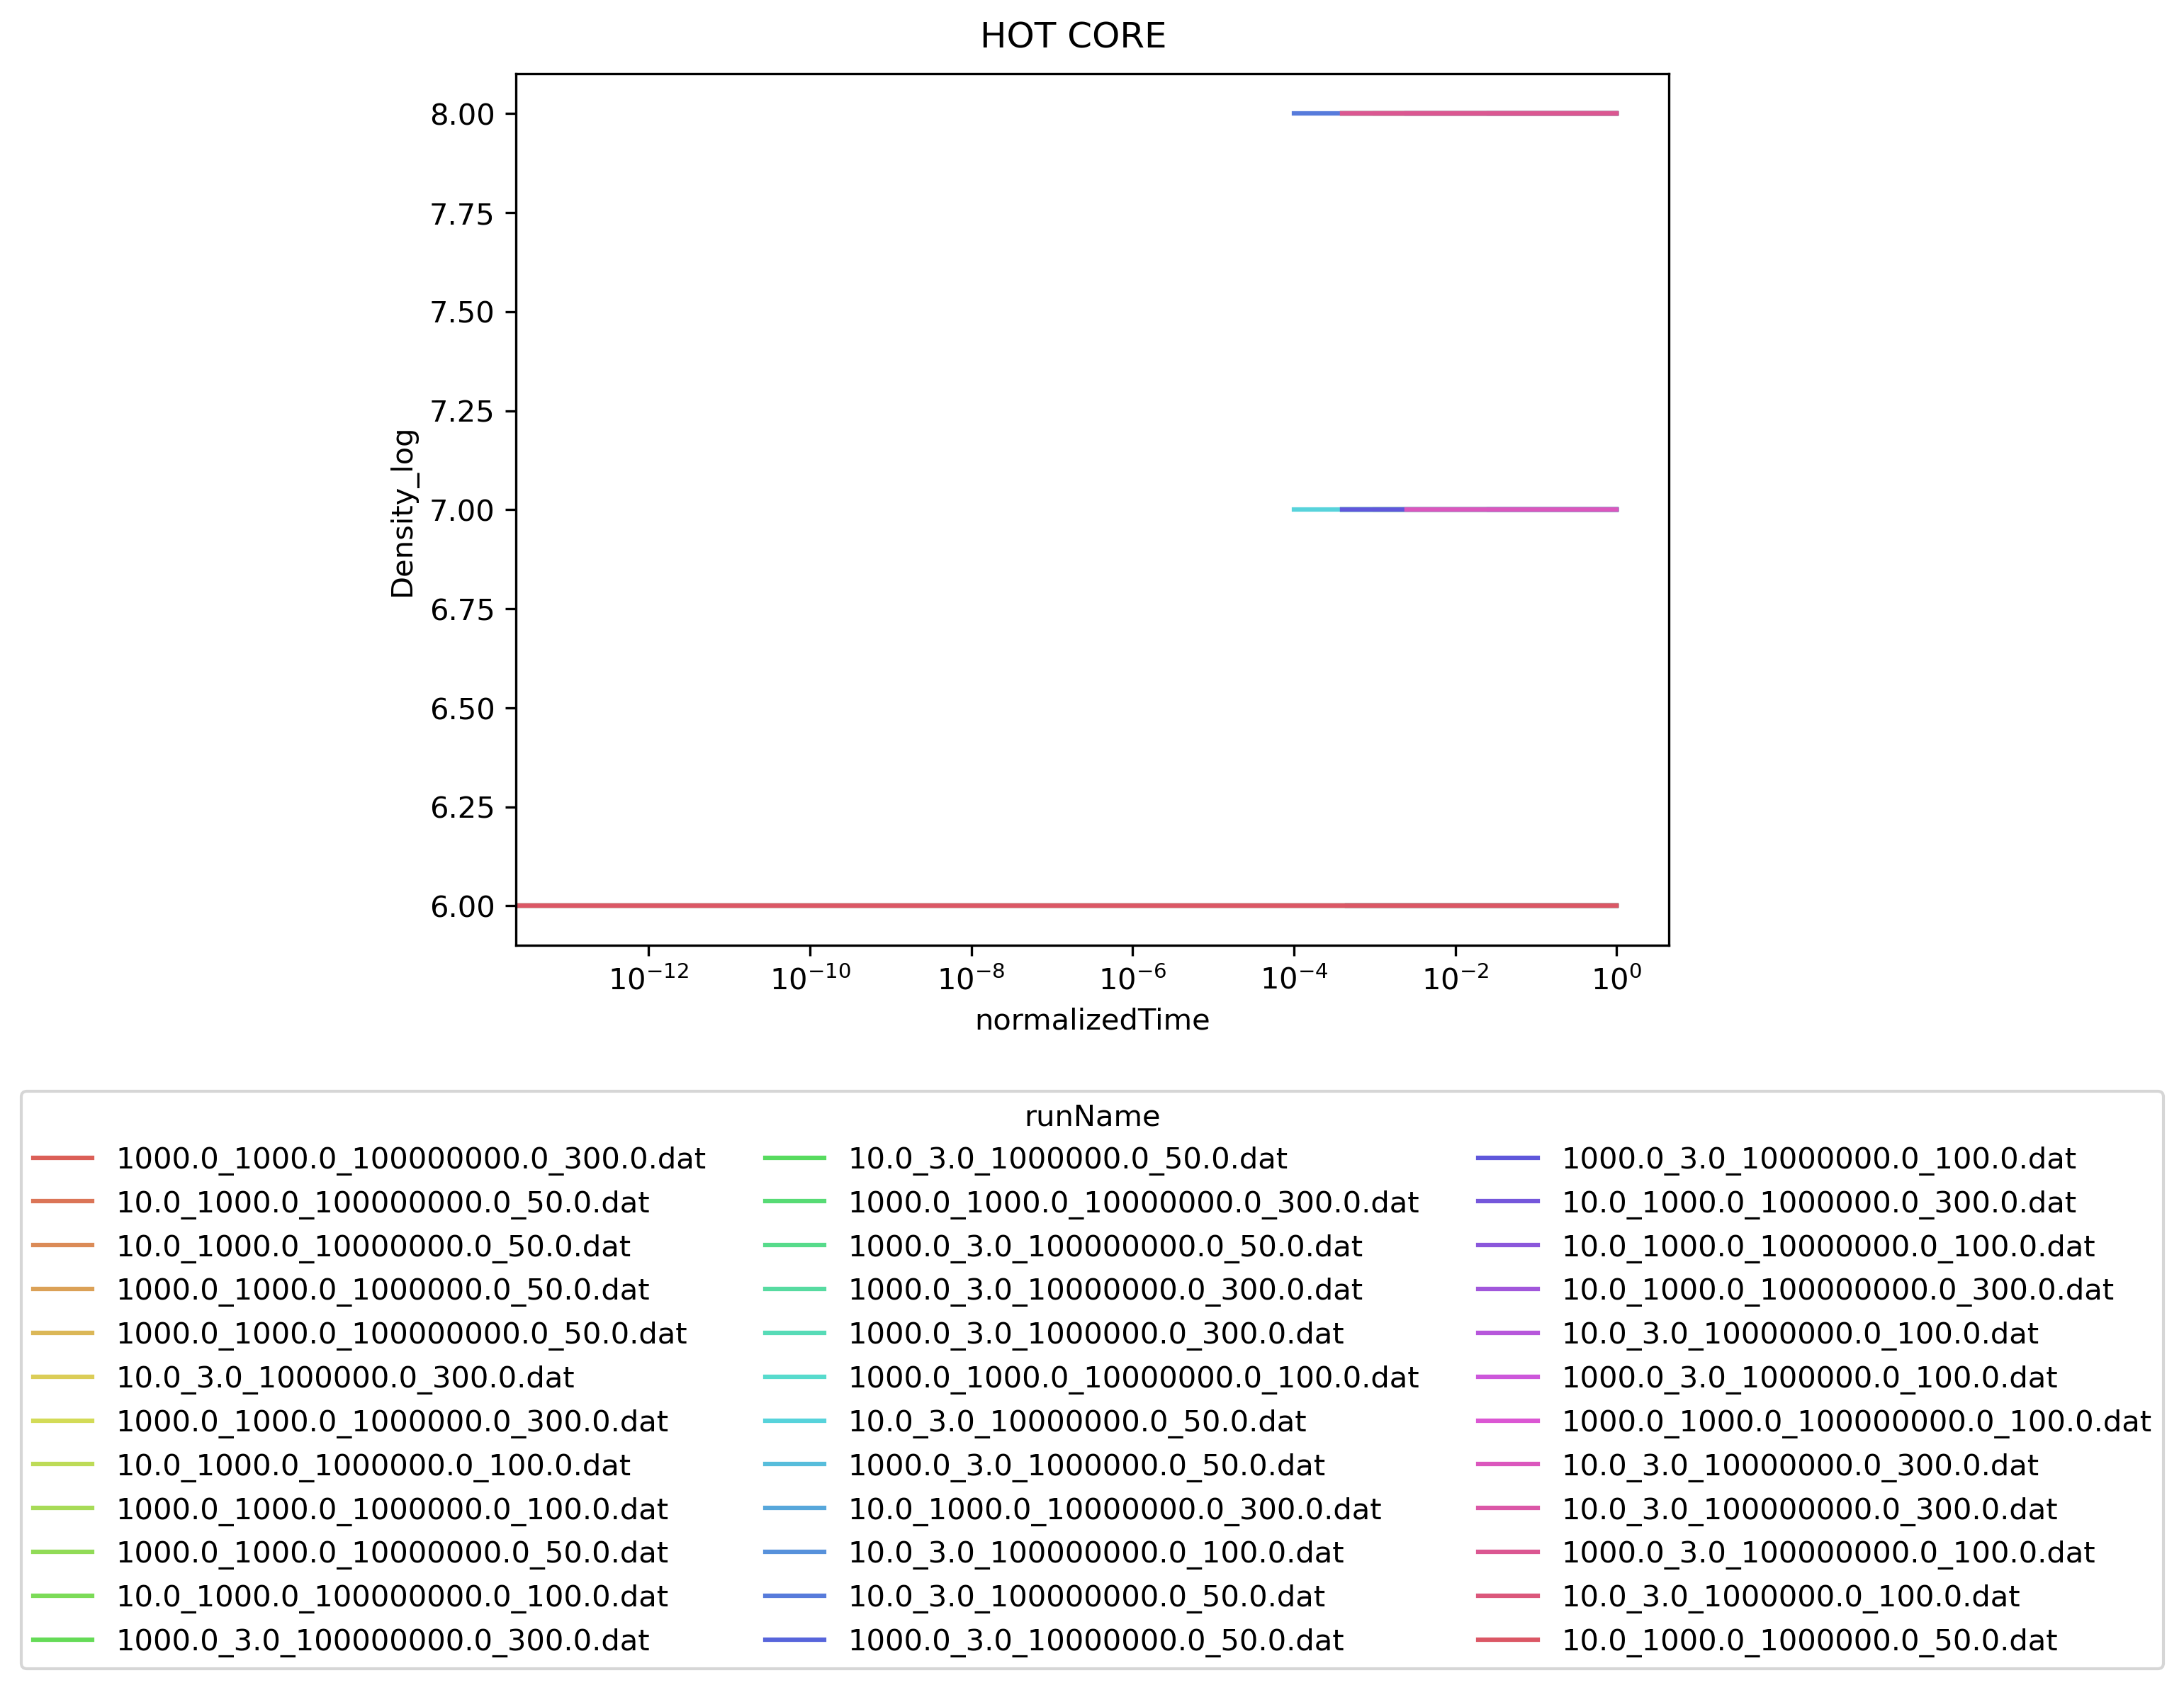 HOT CORE
8.00
7.75
7.50
7.25
7.00
6.75
6.50
6.25
6.00
Density_log
10^{-12} 10^{-10} 10^{-8} 10^{-6} 10^{-4} 10^{-2} 10^{0}
normalizedTime
runName
1000.0_1000.0_100000000.0_300.0.dat
10.0_1000.0_100000000.0_50.0.dat
10.0_1000.0_10000000.0_50.0.dat
1000.0_1000.0_1000000.0_50.0.dat
1000.0_1000.0_100000000.0_50.0.dat
10.0_3.0_1000000.0_300.0.dat
1000.0_1000.0_1000000.0_300.0.dat
10.0_1000.0_1000000.0_100.0.dat
1000.0_1000.0_1000000.0_100.0.dat
1000.0_1000.0_10000000.0_50.0.dat
10.0_1000.0_100000000.0_100.0.dat
1000.0_3.0_100000000.0_300.0.dat
10.0_3.0_1000000.0_50.0.dat
1000.0_1000.0_10000000.0_300.0.dat
1000.0_3.0_100000000.0_50.0.dat
1000.0_3.0_10000000.0_300.0.dat
1000.0_3.0_1000000.0_300.0.dat
1000.0_1000.0_10000000.0_100.0.dat
10.0_3.0_10000000.0_50.0.dat
1000.0_3.0_1000000.0_50.0.dat
10.0_1000.0_10000000.0_300.0.dat
10.0_3.0_100000000.0_100.0.dat
10.0_3.0_100000000.0_50.0.dat
1000.0_3.0_10000000.0_50.0.dat
1000.0_3.0_10000000.0_100.0.dat
10.0_1000.0_1000000.0_300.0.dat
10.0_1000.0_10000000.0_100.0.dat
10.0_1000.0_100000000.0_300.0.dat
10.0_3.0_10000000.0_100.0.dat
1000.0_3.0_1000000.0_100.0.dat
1000.0_1000.0_100000000.0_100.0.dat
10.0_3.0_10000000.0_300.0.dat
10.0_3.0_100000000.0_300.0.dat
1000.0_3.0_100000000.0_100.0.dat
10.0_3.0_1000000.0_100.0.dat
10.0_1000.0_1000000.0_50.0.dat